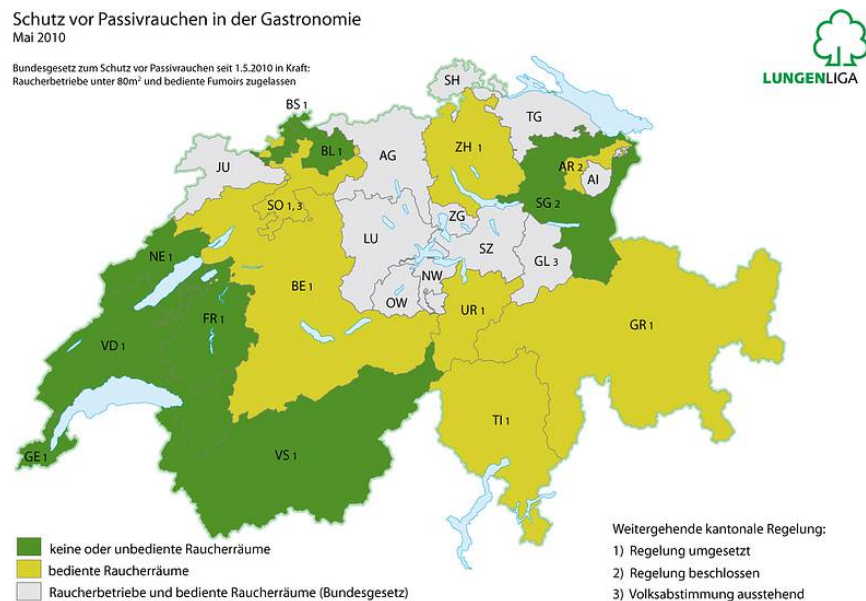 Schutz vor Passivrauchen in der Gastronomie
Mai 2010
Bundesgesetz zum Schutz vor Passivrauchen seit 1.5.2010 in Kraft:
Raucherbetriebe unter 80m² und bediente Fumoirs zugelassen
LUNGENLIGA
SH
BS 1
TG
BL 1
AG
ZH 1
JU
AR 2
AI
SO 1, 3
SG 2
ZG
LU
SZ
NE 1
GL 3
NW
BE 1
OW
UR 1
FR 1
GR 1
VD 1
TI 1
GE 1
VS 1
keine oder unbediente Raucherräume
bediente Raucherräume
Raucherbetriebe und bediente Raucherräume (Bundesgesetz)
Weitergehende kantonale Regelung:
1) Regelung umgesetzt
2) Regelung beschlossen
3) Volksabstimmung ausstehend